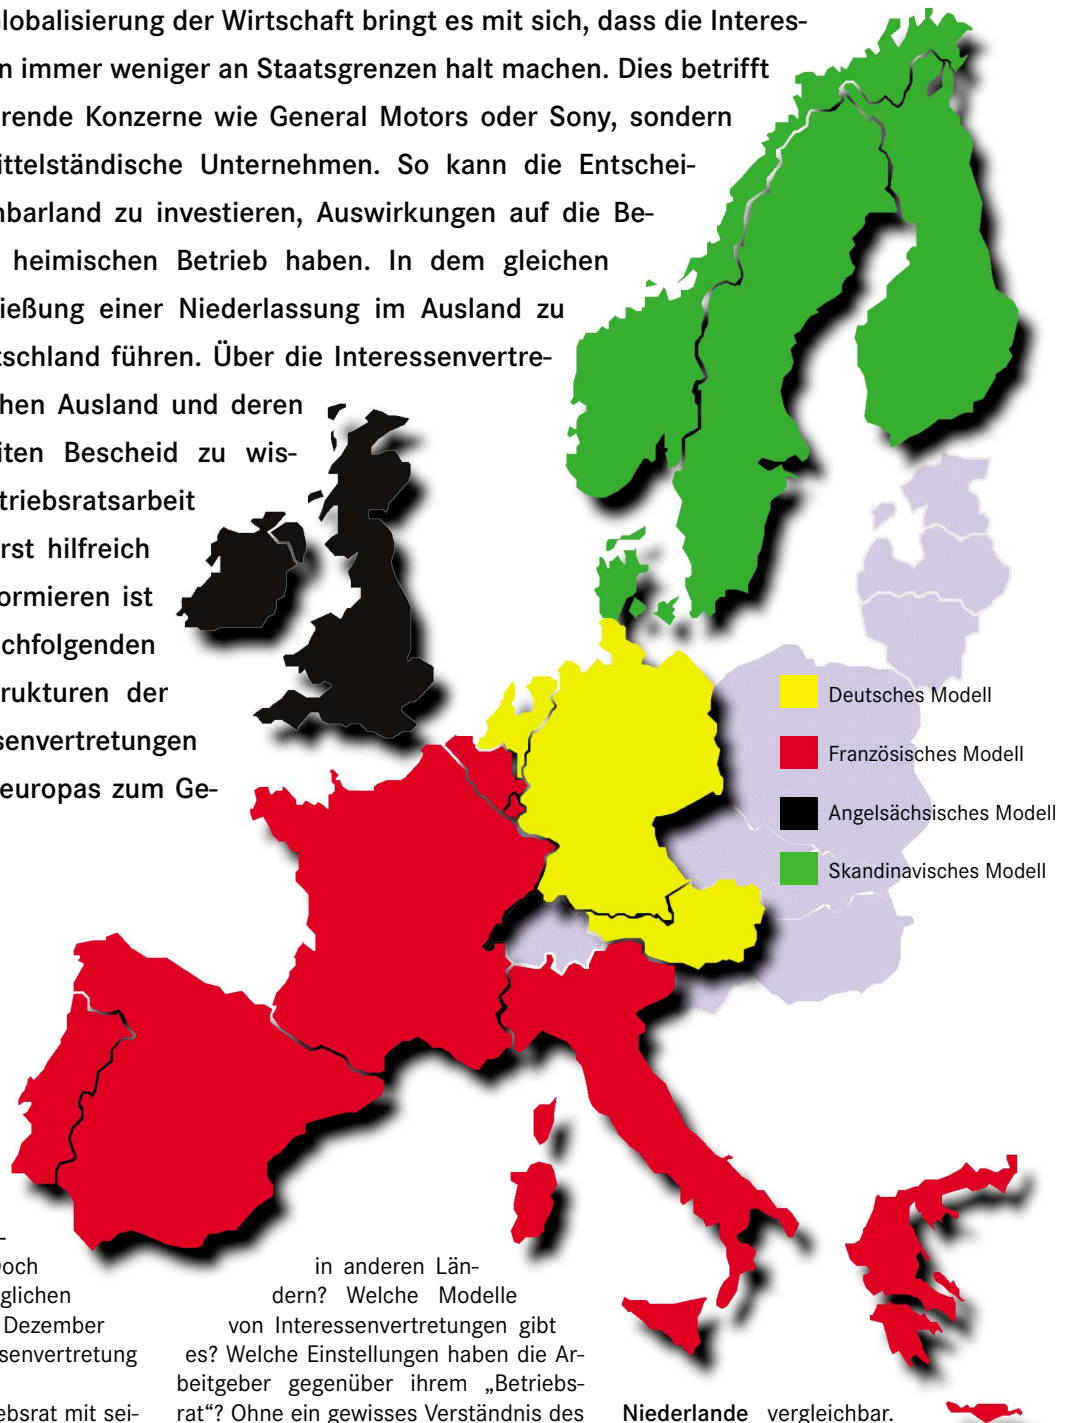 lobalisierung der Wirtschaft bringt es mit sich, dass die Interes-
n immer weniger an Staatsgrenzen halt machen. Dies betrifft
rende Konzerne wie General Motors oder Sony, sondern
ittelständische Unternehmen. So kann die Entschei-
hbarland zu investieren, Auswirkungen auf die Be-
heimischen Betrieb haben. In dem gleichen
ießung einer Niederlassung im Ausland zu
tschland führen. Über die Interessenvertre-
chen Ausland und deren
iten Bescheid zu wis-
triebsratsarbeit
rst hilfreich
ormieren ist
chfolgenden
rukturen der
senvertretungen
europas zum Ge-
Deutsches Modell
Französisches Modell
Angelsächsisches Modell
Skandinavisches Modell
-
och
glichen
Dezember
senvertretung
ebsrat mit sei-
in anderen Län-
dern? Welche Modelle
von Interessenvertretungen gibt
es? Welche Einstellungen haben die Ar-
beitgeber gegenüber ihrem „Betriebs-
rat“? Ohne ein gewisses Verständnis des
Niederlande vergleichbar.